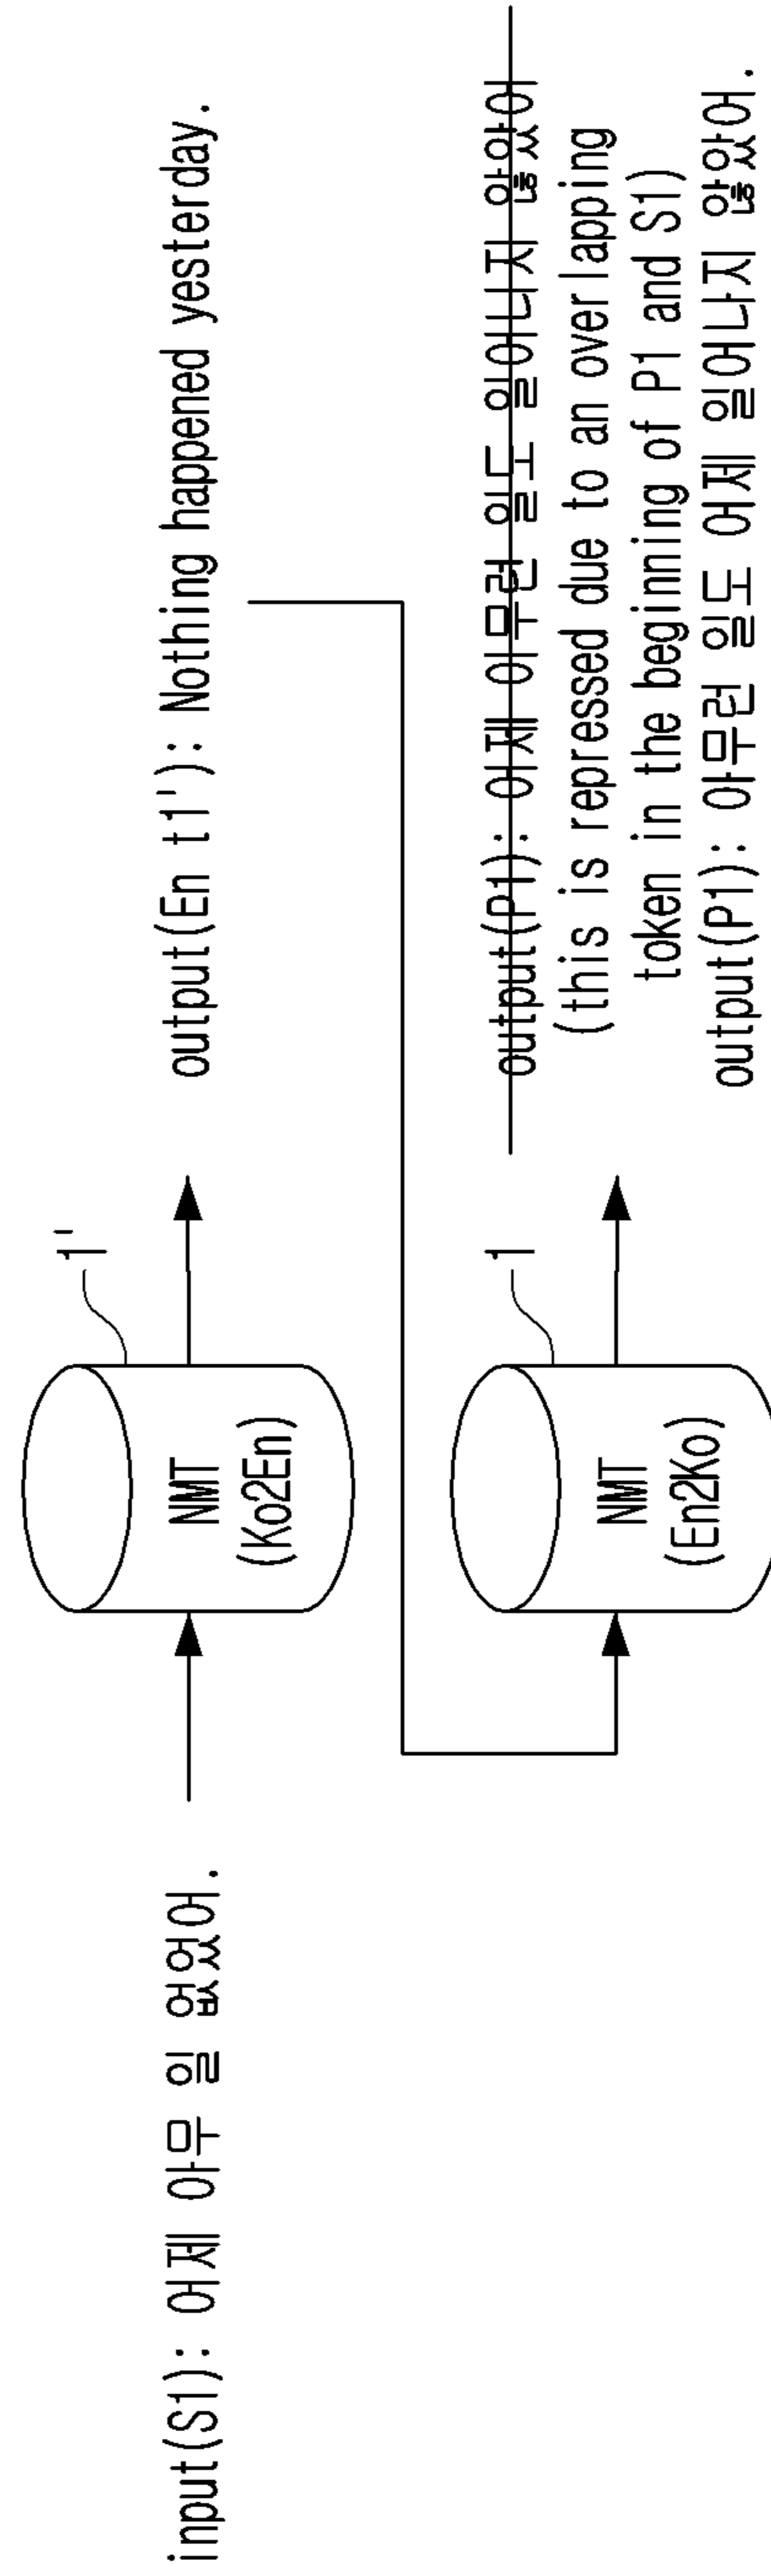 input(S1): 어제 아무 일 없었어.
NMT
(Ko2En)
1'
output(En t1'): Nothing happened yesterday.
NMT
(En2Ko)
1
output(P1): 어제 아무런 일도 일어나지 않았어
(this is repressed due to an overlapping
token in the beginning of P1 and S1)
output(P1): 아무런 일도 어제 일어나지 않았어.